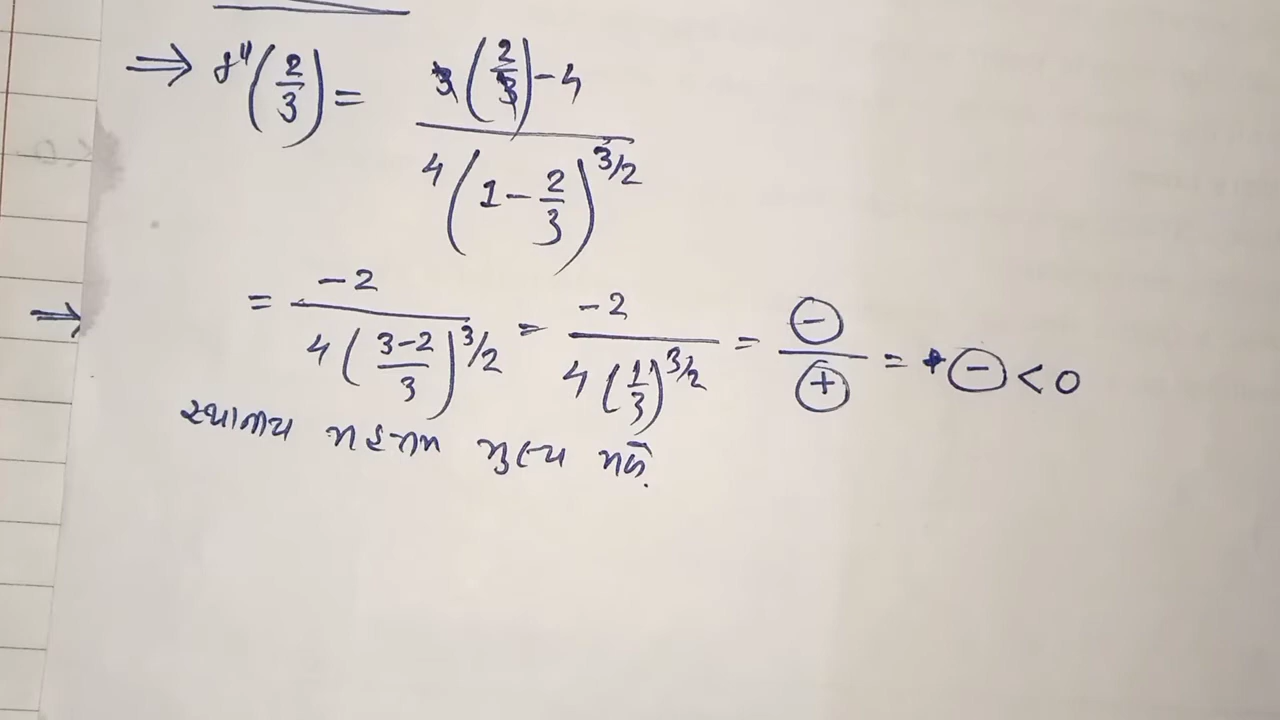 ⇒ f''(2/3) = 3(2/3) - 4 / 4(1 - 2/3)^3/2
⇒ = -2 / 4((3-2)/3)^3/2 = -2 / 4(1/3)^3/2 = ⊖ / ⊕ = ⊖ < 0
સ્થાનીય મહત્તમ મુલ્ય મળે.